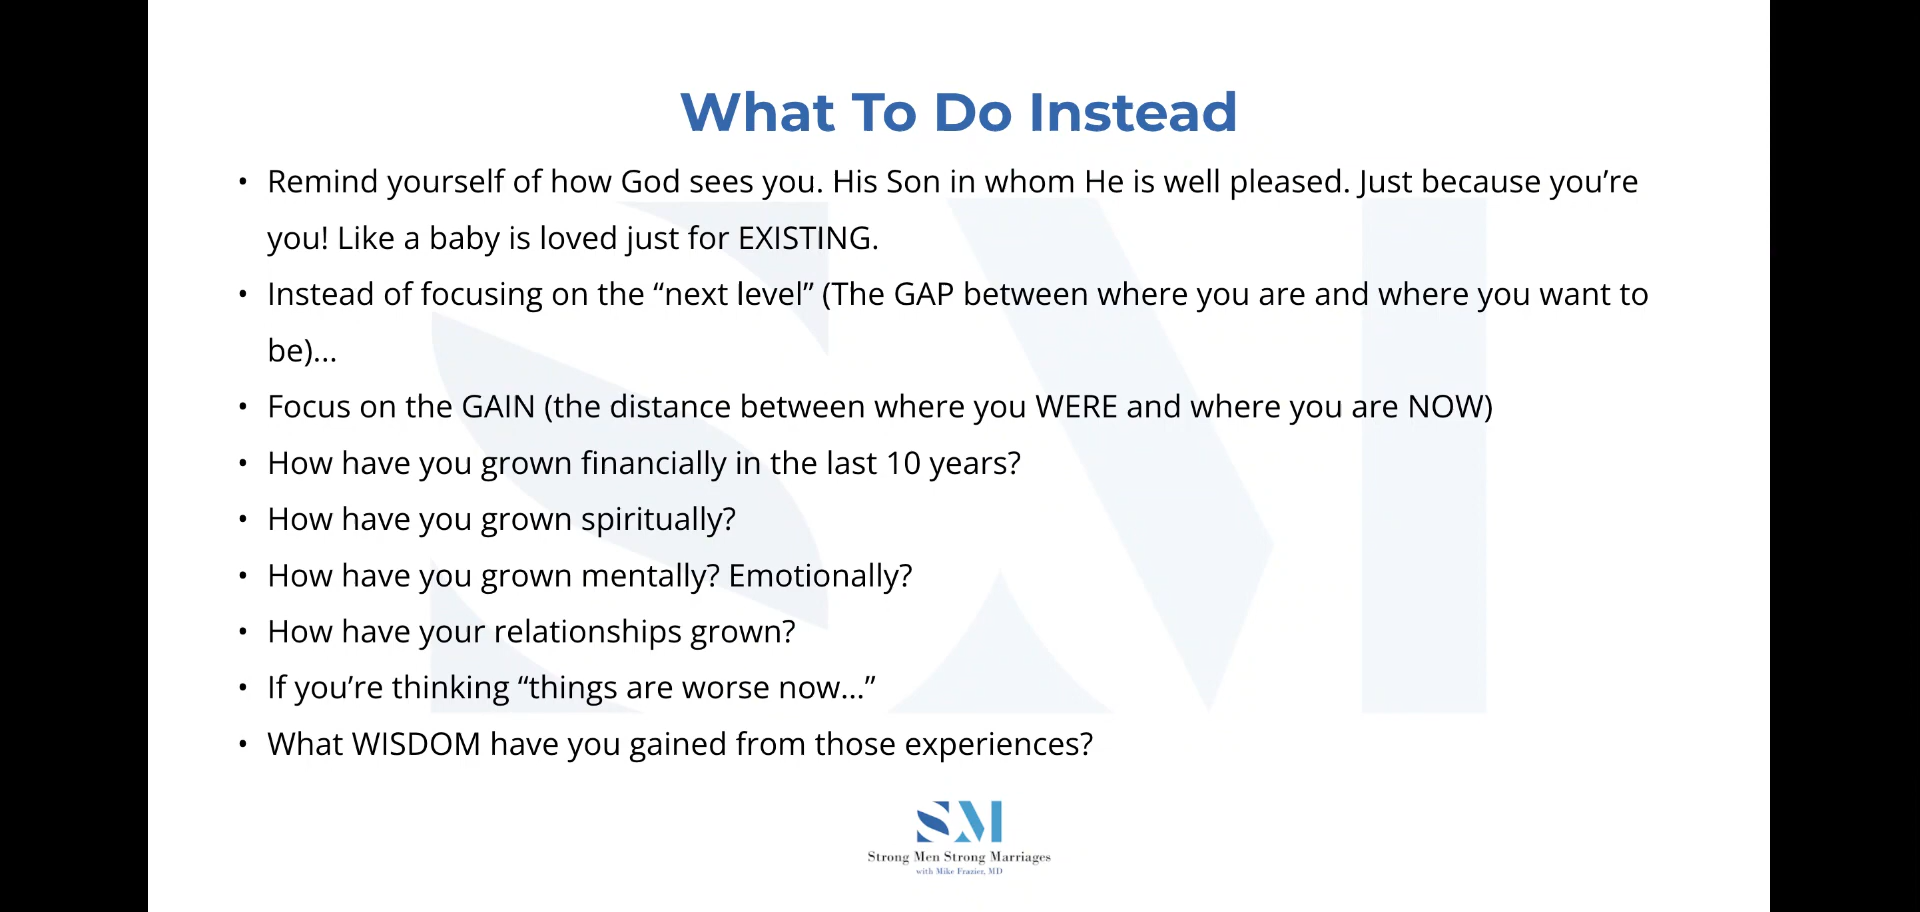 What To Do Instead
• Remind yourself of how God sees you. His Son in whom He is well pleased. Just because you’re
you! Like a baby is loved just for EXISTING.
• Instead of focusing on the “next level” (The GAP between where you are and where you want to
be)...
• Focus on the GAIN (the distance between where you WERE and where you are NOW)
• How have you grown financially in the last 10 years?
• How have you grown spiritually?
• How have you grown mentally? Emotionally?
• How have your relationships grown?
• If you’re thinking “things are worse now...”
• What WISDOM have you gained from those experiences?
SM
Strong Men Strong Marriages
with Mike Frazier, MD